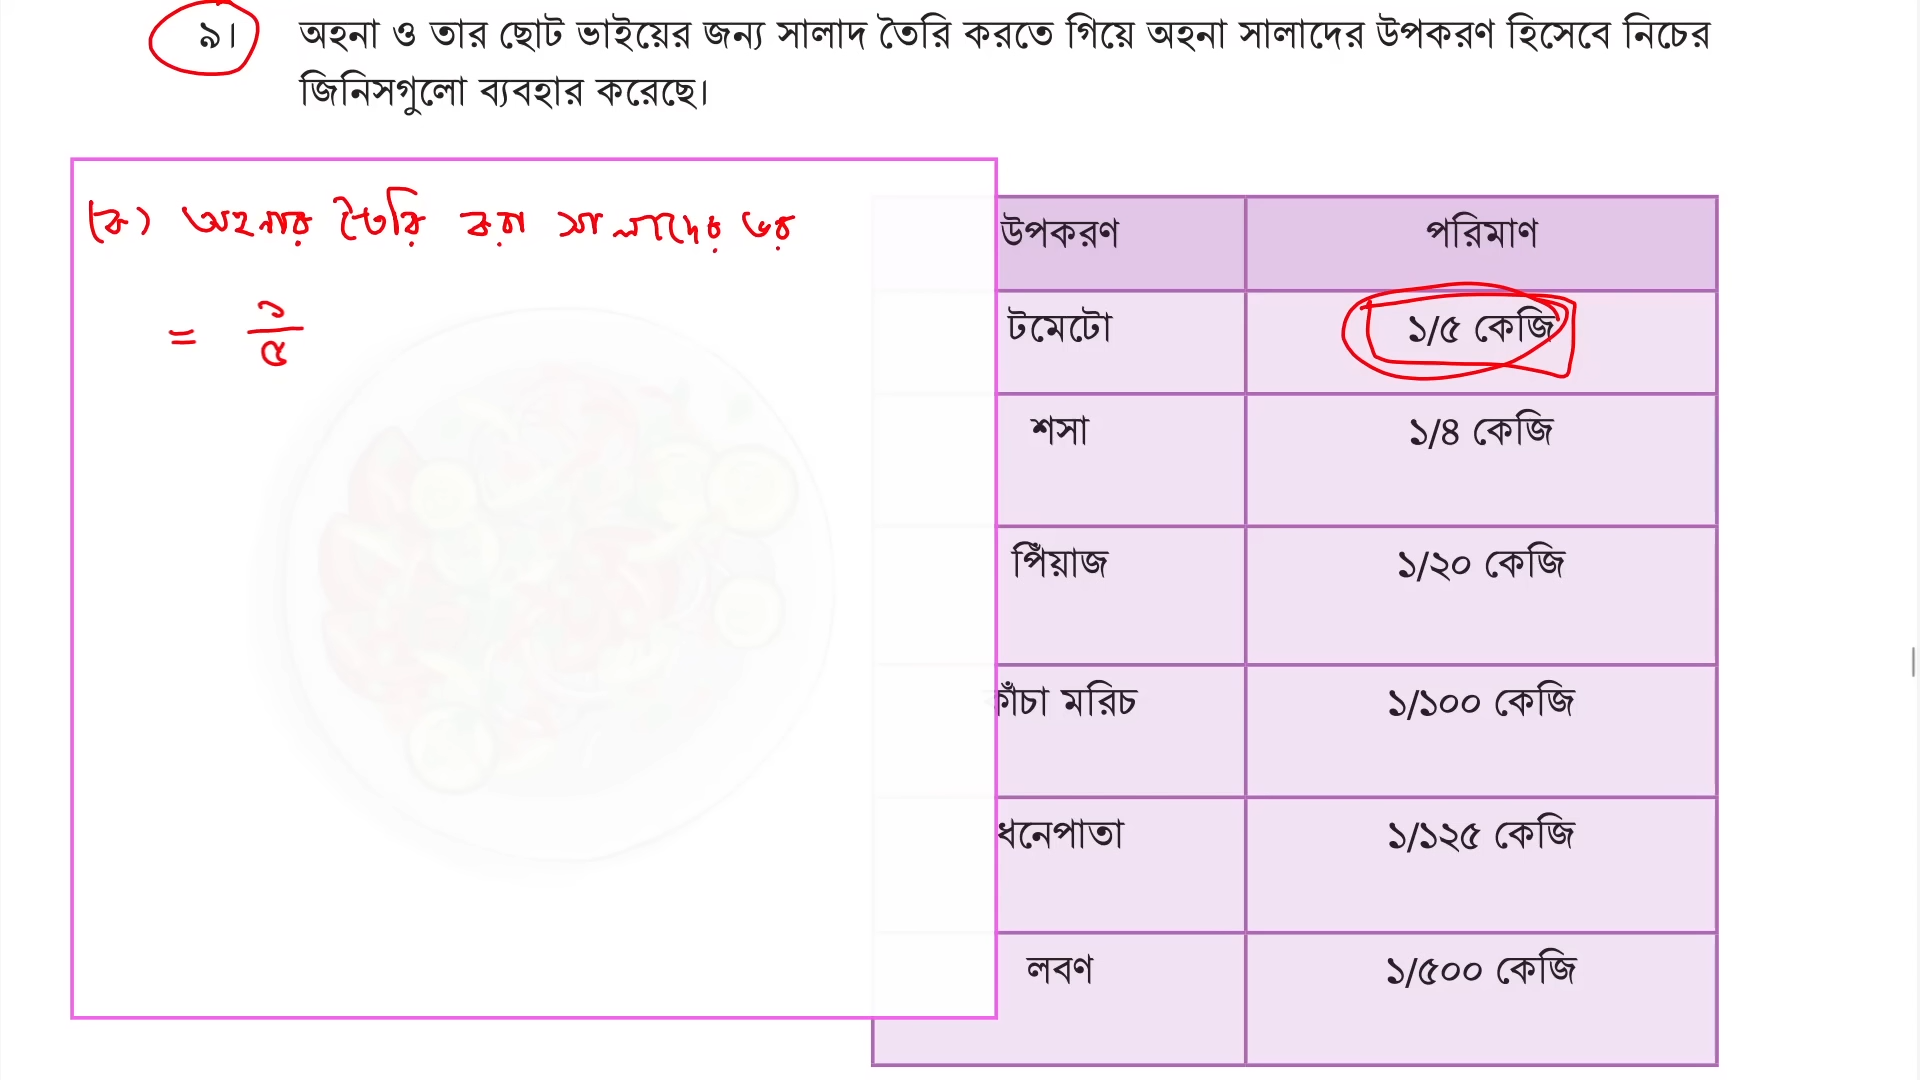 ৯। অহনা ও তার ছোট ভাইয়ের জন্য সালাদ তৈরি করতে গিয়ে অহনা সালাদের উপকরণ হিসেবে নিচের
জিনিসগুলো ব্যবহার করেছে।
(ক) অহনার তৈরি করা সালাদের ভর
= ১/৫
উপকরণ পরিমাণ
টমেটো ১/৫ কেজি
শসা ১/৪ কেজি
পিঁয়াজ ১/২০ কেজি
কাঁচা মরিচ ১/১০০ কেজি
ধনেপাতা ১/১২৫ কেজি
লবণ ১/৫০০ কেজি